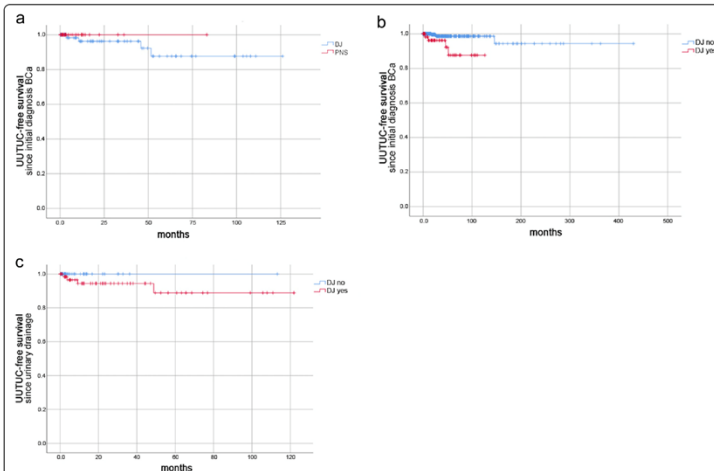 a
1.0
0.8
0.6
0.4
0.2
0.0
UUTUC-free survival
since initial diagnosis BCa
0.0 25 50 75 100 125
months
DJ
PNS
b
1.0
0.8
0.6
0.4
0.2
0.0
UUTUC-free survival
since initial diagnosis BCa
0.0 100 200 300 400 500
months
DJ no
DJ yes
c
1.0
0.8
0.6
0.4
0.2
0.0
UUTUC-free survival
since urinary drainage
0.0 20 40 60 80 100 120
months
DJ no
DJ yes